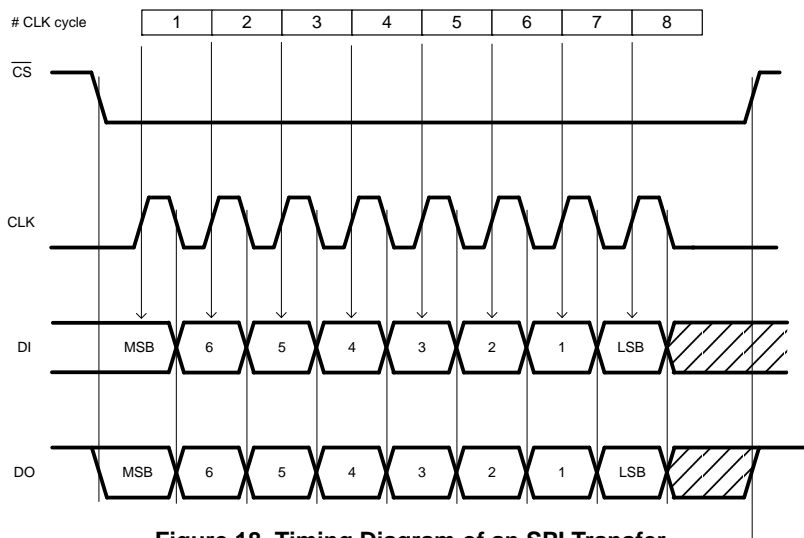 # CLK cycle 1 2 3 4 5 6 7 8
CS
CLK
DI MSB 6 5 4 3 2 1 LSB
DO MSB 6 5 4 3 2 1 LSB
Figure 18. Timing Diagram of an SPI Transfer